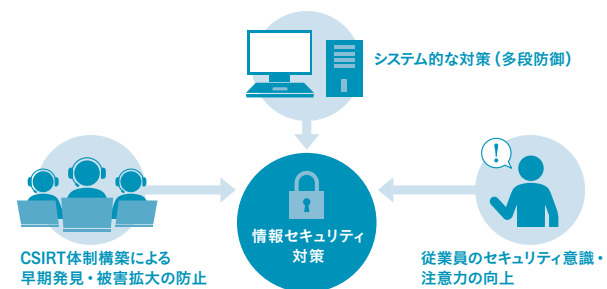 システム的な対策（多段防御）
!
情報セキュリティ
対策
CSIRT体制構築による
早期発見・被害拡大の防止
従業員のセキュリティ意識・
注意力の向上